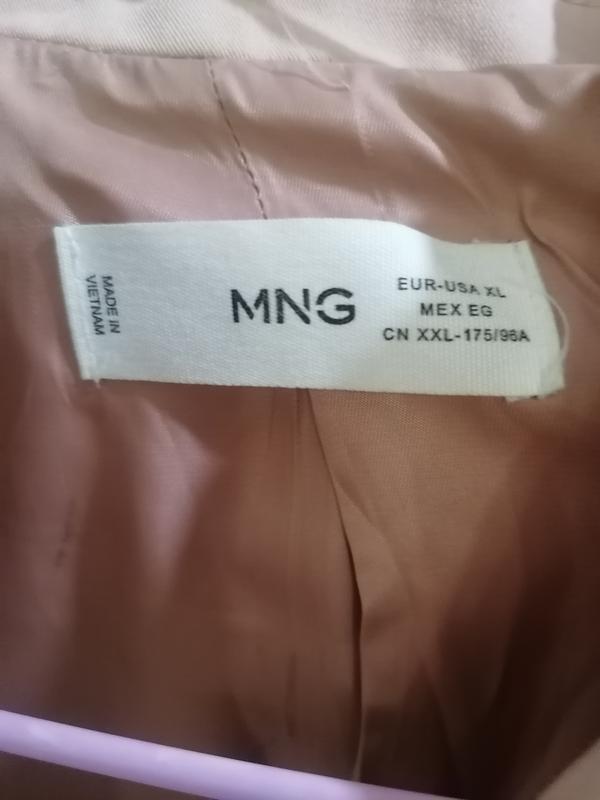 MADE IN
VIETNAM
MNG
EUR-USA XL
MEX EG
CN XXL-175/96A